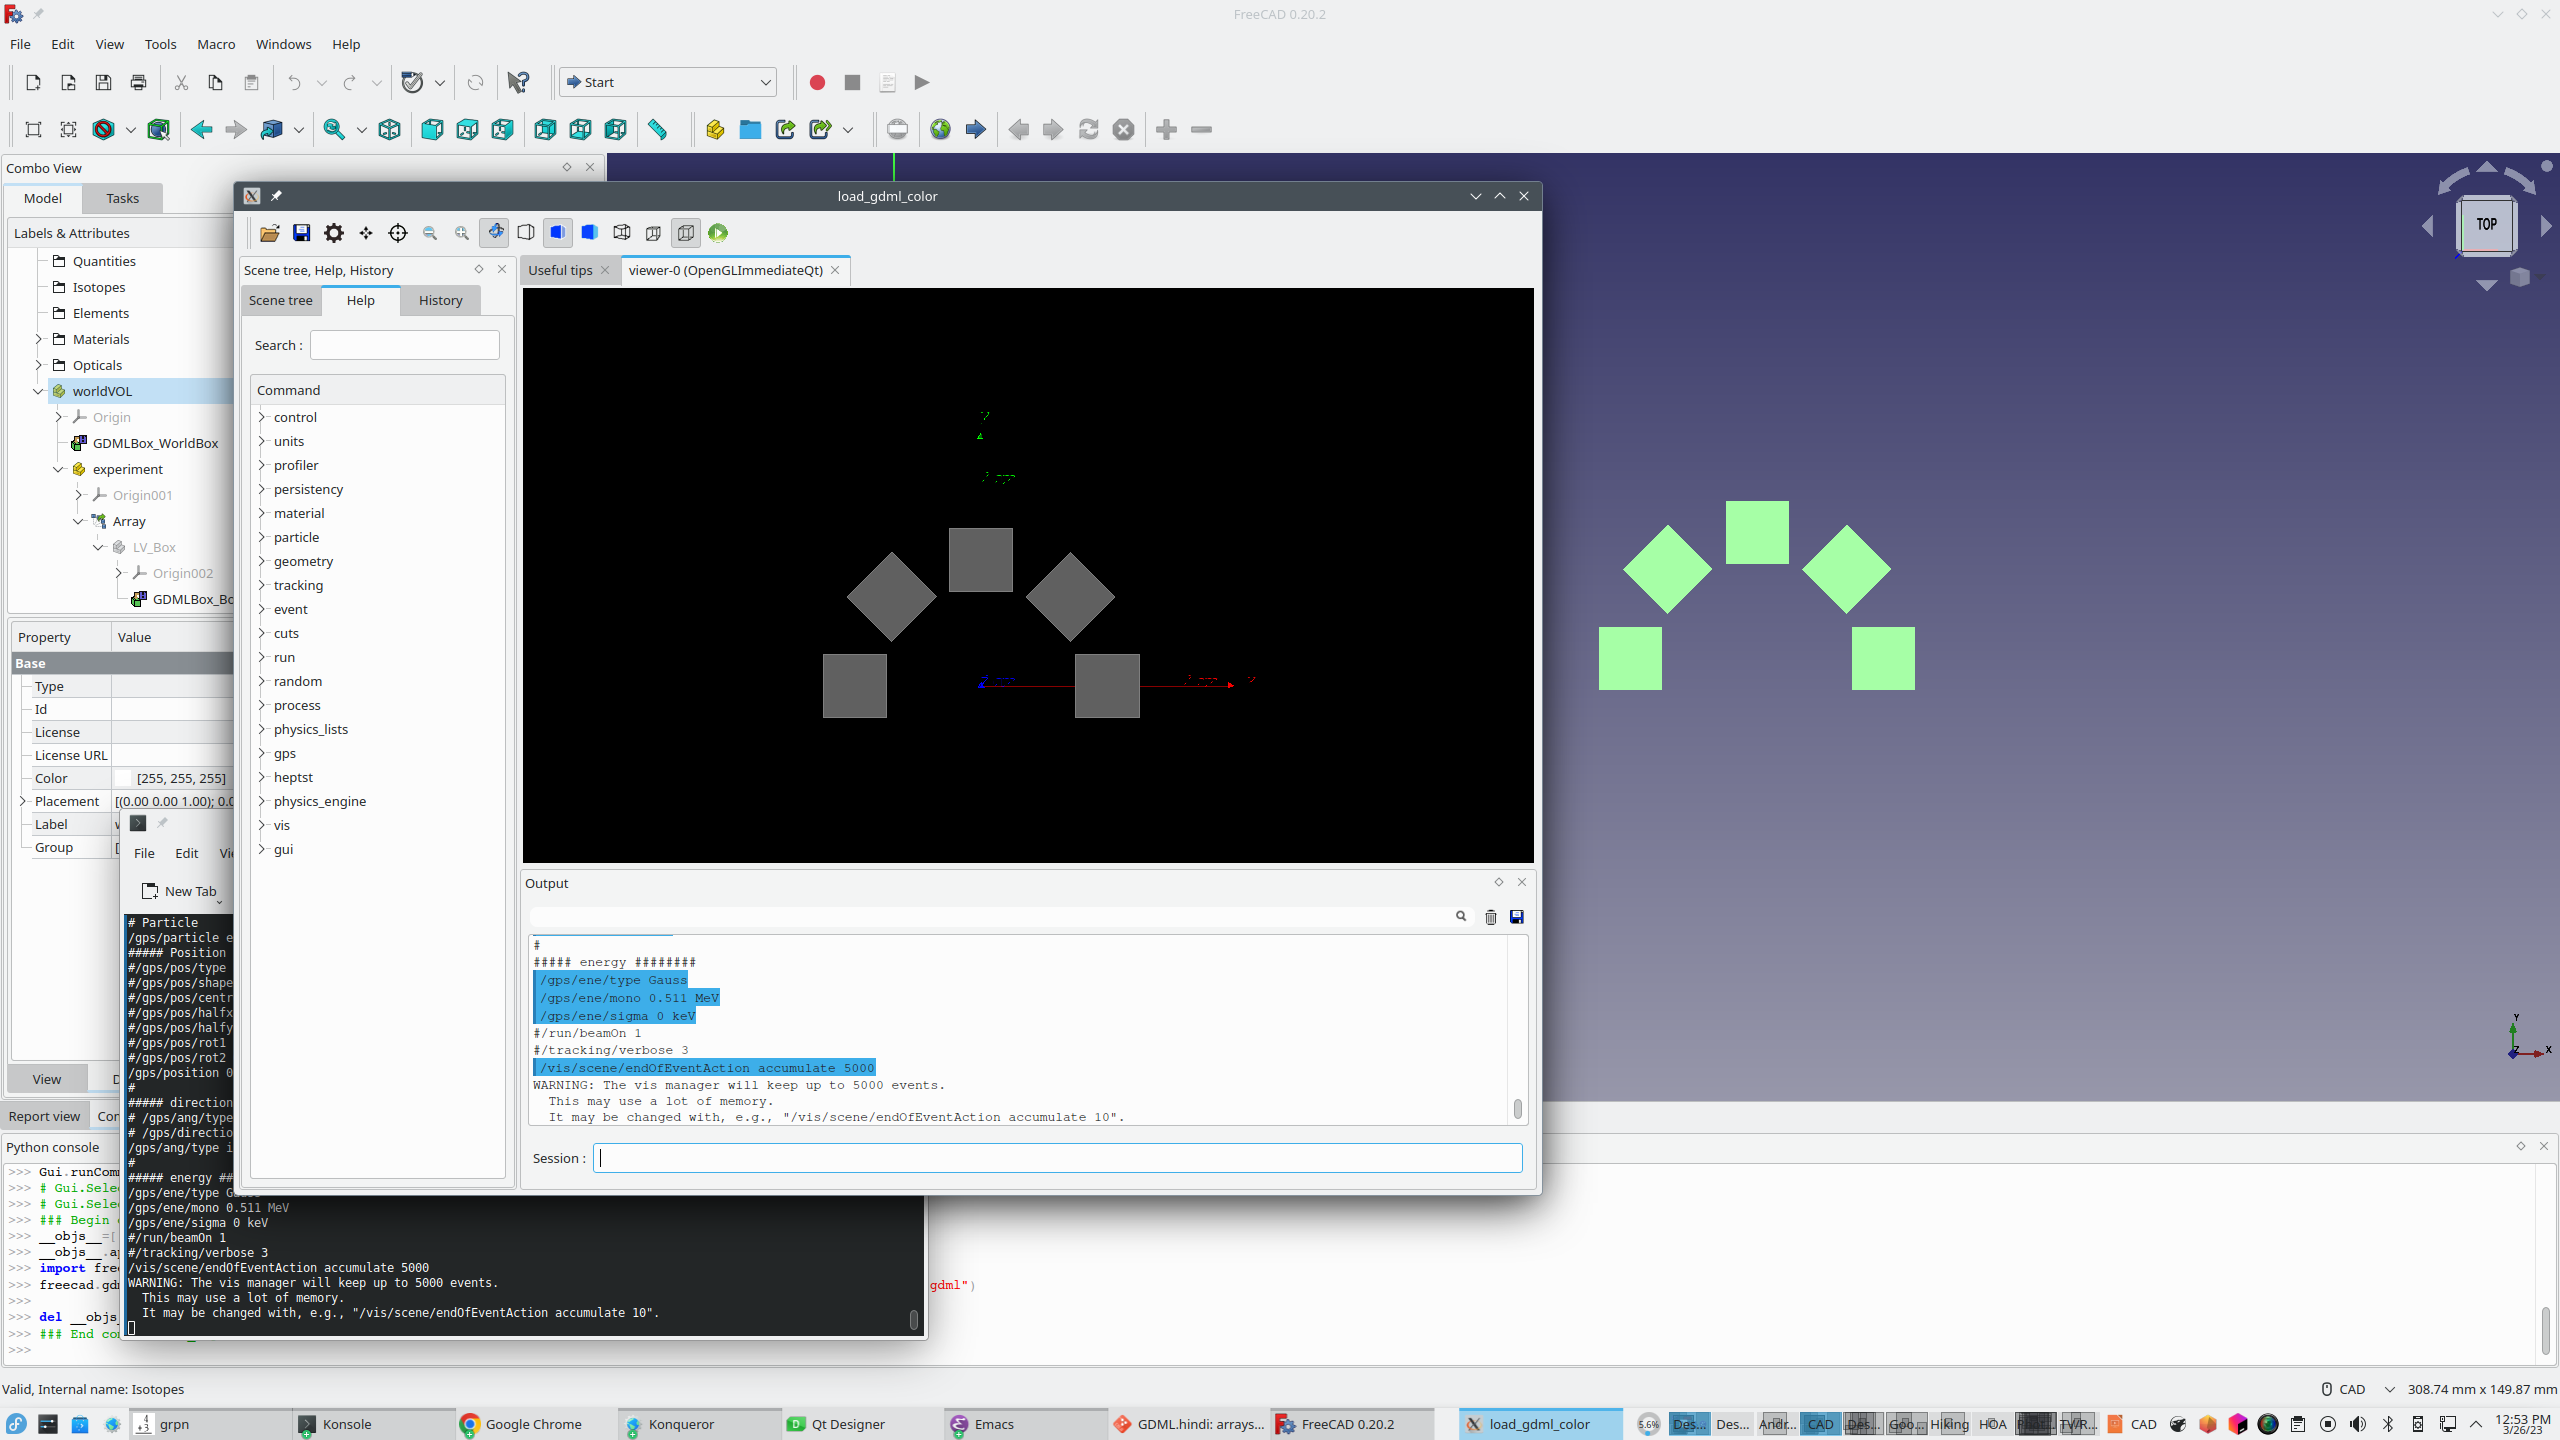 FreeCAD 0.20.2
File Edit View Tools Macro Windows Help
Start
Combo View
Model Tasks
Labels & Attributes
Quantities
Isotopes
Elements
Materials
Opticals
worldVOL
Origin
GDMLBox_WorldBox
experiment
Origin001
Array
LV_Box
Origin002
GDMLBox_Bo
Property Value
Base
Type
Id
License
License URL
Color [255, 255, 255]
Placement [(0.00 0.00 1.00); 0.0
Label
Group [
View
Report view
Python console
>>> Gui.runCom
>>> # Gui.Sele
>>> # Gui.Sele
>>> ### Begin
>>> __objs__=[
>>> __objs__.a
>>> import fre
>>> freecad.gd gdml")
>>>
>>> del __objs
>>> ### End co
>>>
load_gdml_color
Scene tree, Help, History
Scene tree Help History
Search :
Command
control
units
profiler
persistency
material
particle
geometry
tracking
event
cuts
run
random
process
physics_lists
gps
heptst
physics_engine
vis
gui
Useful tips viewer-0 (OpenGLImmediateQt)
Output
#
##### energy ########
/gps/ene/type Gauss
/gps/ene/mono 0.511 MeV
/gps/ene/sigma 0 keV
#/run/beamOn 1
#/tracking/verbose 3
/vis/scene/endOfEventAction accumulate 5000
WARNING: The vis manager will keep up to 5000 events.
This may use a lot of memory.
It may be changed with, e.g., "/vis/scene/endOfEventAction accumulate 10".
Session :
File Edit
New Tab
# Particle
/gps/particle e
##### Position
#/gps/pos/type
#/gps/pos/shape
#/gps/pos/centr
#/gps/pos/halfx
#/gps/pos/halfy
#/gps/pos/rot1
#/gps/pos/rot2
/gps/position 0
#
##### direction
# /gps/ang/type
# /gps/directio
/gps/ang/type i
#
##### energy ##
/gps/ene/type
/gps/ene/mono 0.511 MeV
/gps/ene/sigma 0 keV
#/run/beamOn 1
#/tracking/verbose 3
/vis/scene/endOfEventAction accumulate 5000
WARNING: The vis manager will keep up to 5000 events.
This may use a lot of memory.
It may be changed with, e.g., "/vis/scene/endOfEventAction accumulate 10".
TOP
Y
Z
X
Valid, Internal name: Isotopes
CAD 308.74 mm x 149.87 mm
grpn Konsole Google Chrome Konqueror Qt Designer Emacs GDML.hindi: arrays... FreeCAD 0.20.2 load_gdml_color 5.6% Des... Des... Andr... CAD Des... Goo... Hiking HOA TVR... CAD
12:53 PM
3/26/23